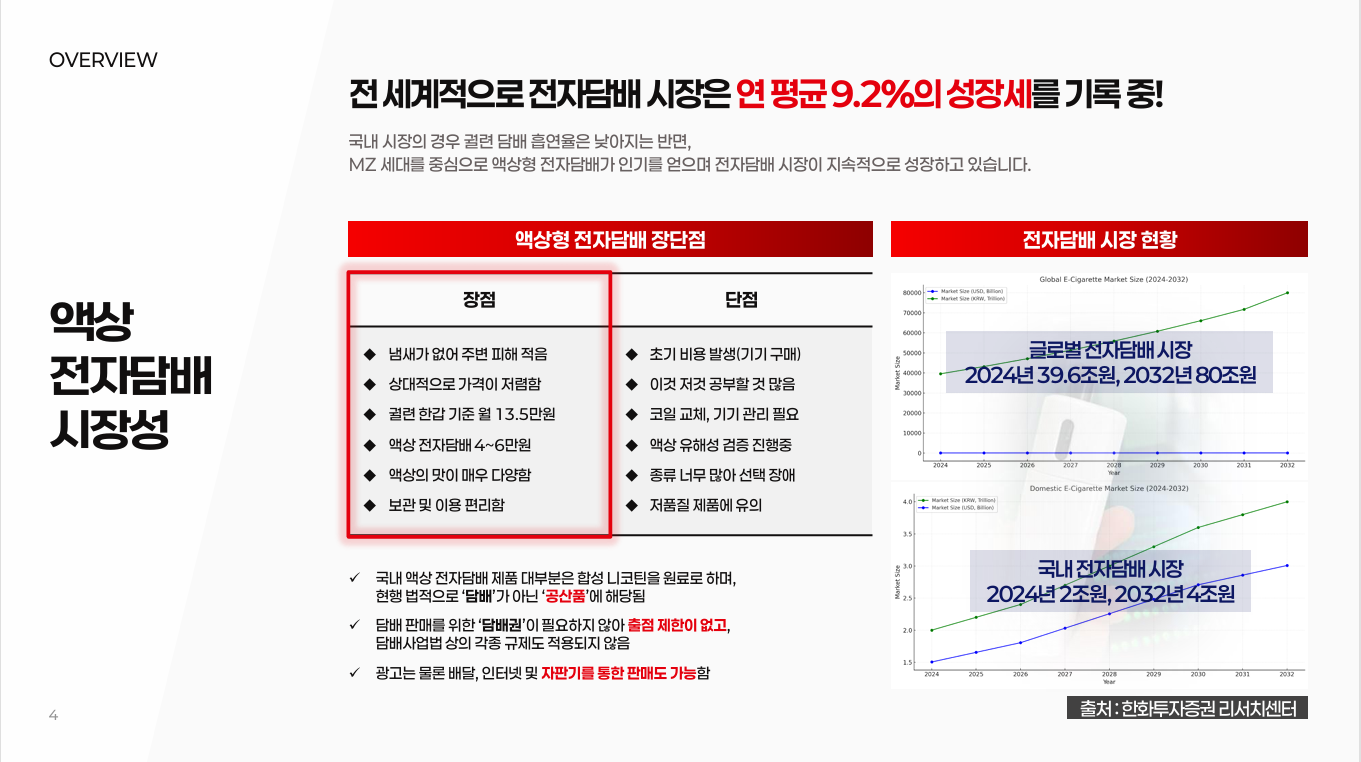 OVERVIEW
전 세계적으로 전자담배 시장은 연 평균 9.2%의 성장세를 기록 중!
국내 시장의 경우 궐련 담배 흡연율은 낮아지는 반면,
MZ 세대를 중심으로 액상형 전자담배가 인기를 얻으며 전자담배 시장이 지속적으로 성장하고 있습니다.
액상
전자담배
시장성
액상형 전자담배 장단점
장점
단점
◆ 냄새가 없어 주변 피해 적음
◆ 상대적으로 가격이 저렴함
◆ 궐련 한갑 기준 월 13.5만원
◆ 액상 전자담배 4~6만원
◆ 액상의 맛이 매우 다양함
◆ 보관 및 이용 편리함
◆ 초기 비용 발생(기기 구매)
◆ 이것 저것 공부할 것 많음
◆ 코일 교체, 기기 관리 필요
◆ 액상 유해성 검증 진행중
◆ 종류 너무 많아 선택 장애
◆ 저품질 제품에 유의
✓ 국내 액상 전자담배 제품 대부분은 합성 니코틴을 원료로 하며,
현행 법적으로 ‘담배’가 아닌 ‘공산품’에 해당됨
✓ 담배 판매를 위한 ‘담배권’이 필요하지 않아 출점 제한이 없고,
담배사업법 상의 각종 규제도 적용되지 않음
✓ 광고는 물론 배달, 인터넷 및 자판기를 통한 판매도 가능함
전자담배 시장 현황
Global E-Cigarette Market Size (2024-2032)
Market Size (USD, Billion)
Market Size (KRW, Trillion)
80000
70000
60000
50000
40000
30000
20000
10000
0
Market Size
글로벌 전자담배 시장
2024년 39.6조원, 2032년 80조원
2024 2025 2026 2027 2028 2029 2030 2031 2032
Year
Domestic E-Cigarette Market Size (2024-2032)
Market Size (KRW, Trillion)
Market Size (USD, Billion)
4.0
3.5
3.0
2.5
2.0
1.5
Market Size
국내 전자담배 시장
2024년 2조원, 2032년 4조원
2024 2025 2026 2027 2028 2029 2030 2031 2032
Year
출처 : 한화투자증권 리서치센터
4